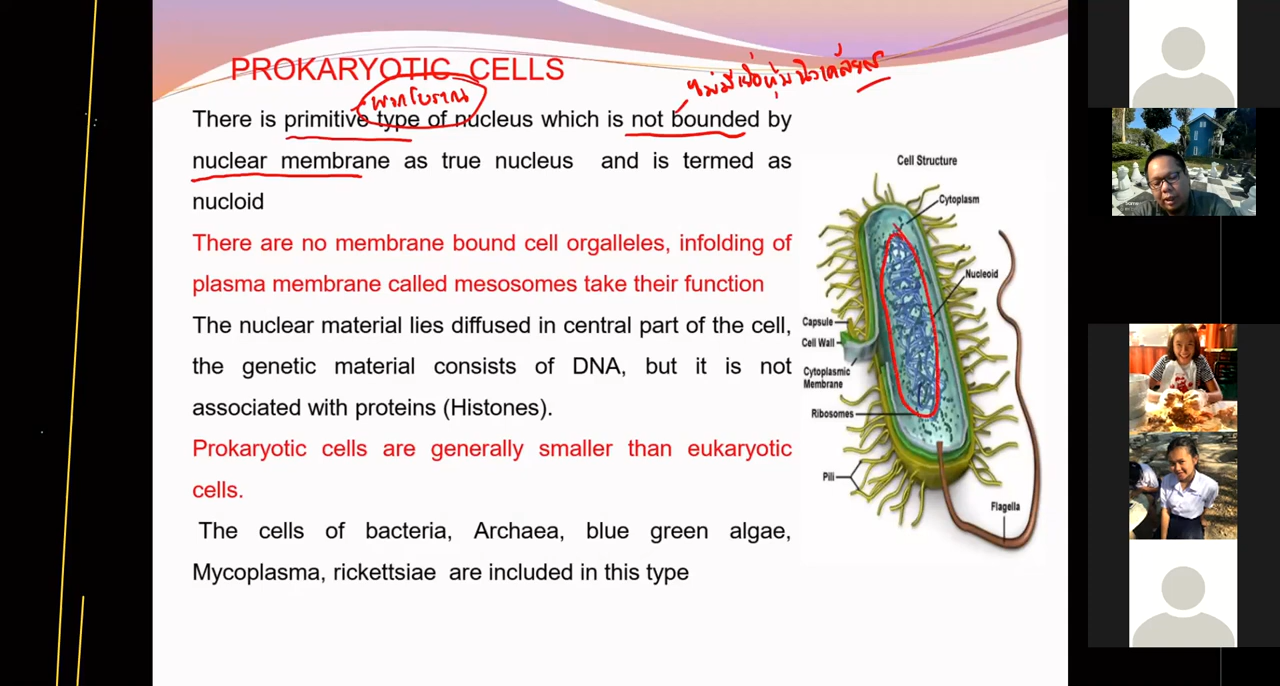 PROKARYOTIC CELLS
ไม่มีเยื่อหุ้มนิวเคลียส
พวกโบราณ
There is primitive type of nucleus which is not bounded by
nuclear membrane as true nucleus and is termed as
nucloid
There are no membrane bound cell orgalleles, infolding of
plasma membrane called mesosomes take their function
The nuclear material lies diffused in central part of the cell,
the genetic material consists of DNA, but it is not
associated with proteins (Histones).
Prokaryotic cells are generally smaller than eukaryotic
cells.
The cells of bacteria, Archaea, blue green algae,
Mycoplasma, rickettsiae are included in this type
Cell Structure
Cytoplasm
Nucleoid
Capsule
Cell Wall
Cytoplasmic
Membrane
Ribosomes
Pili
Flagella